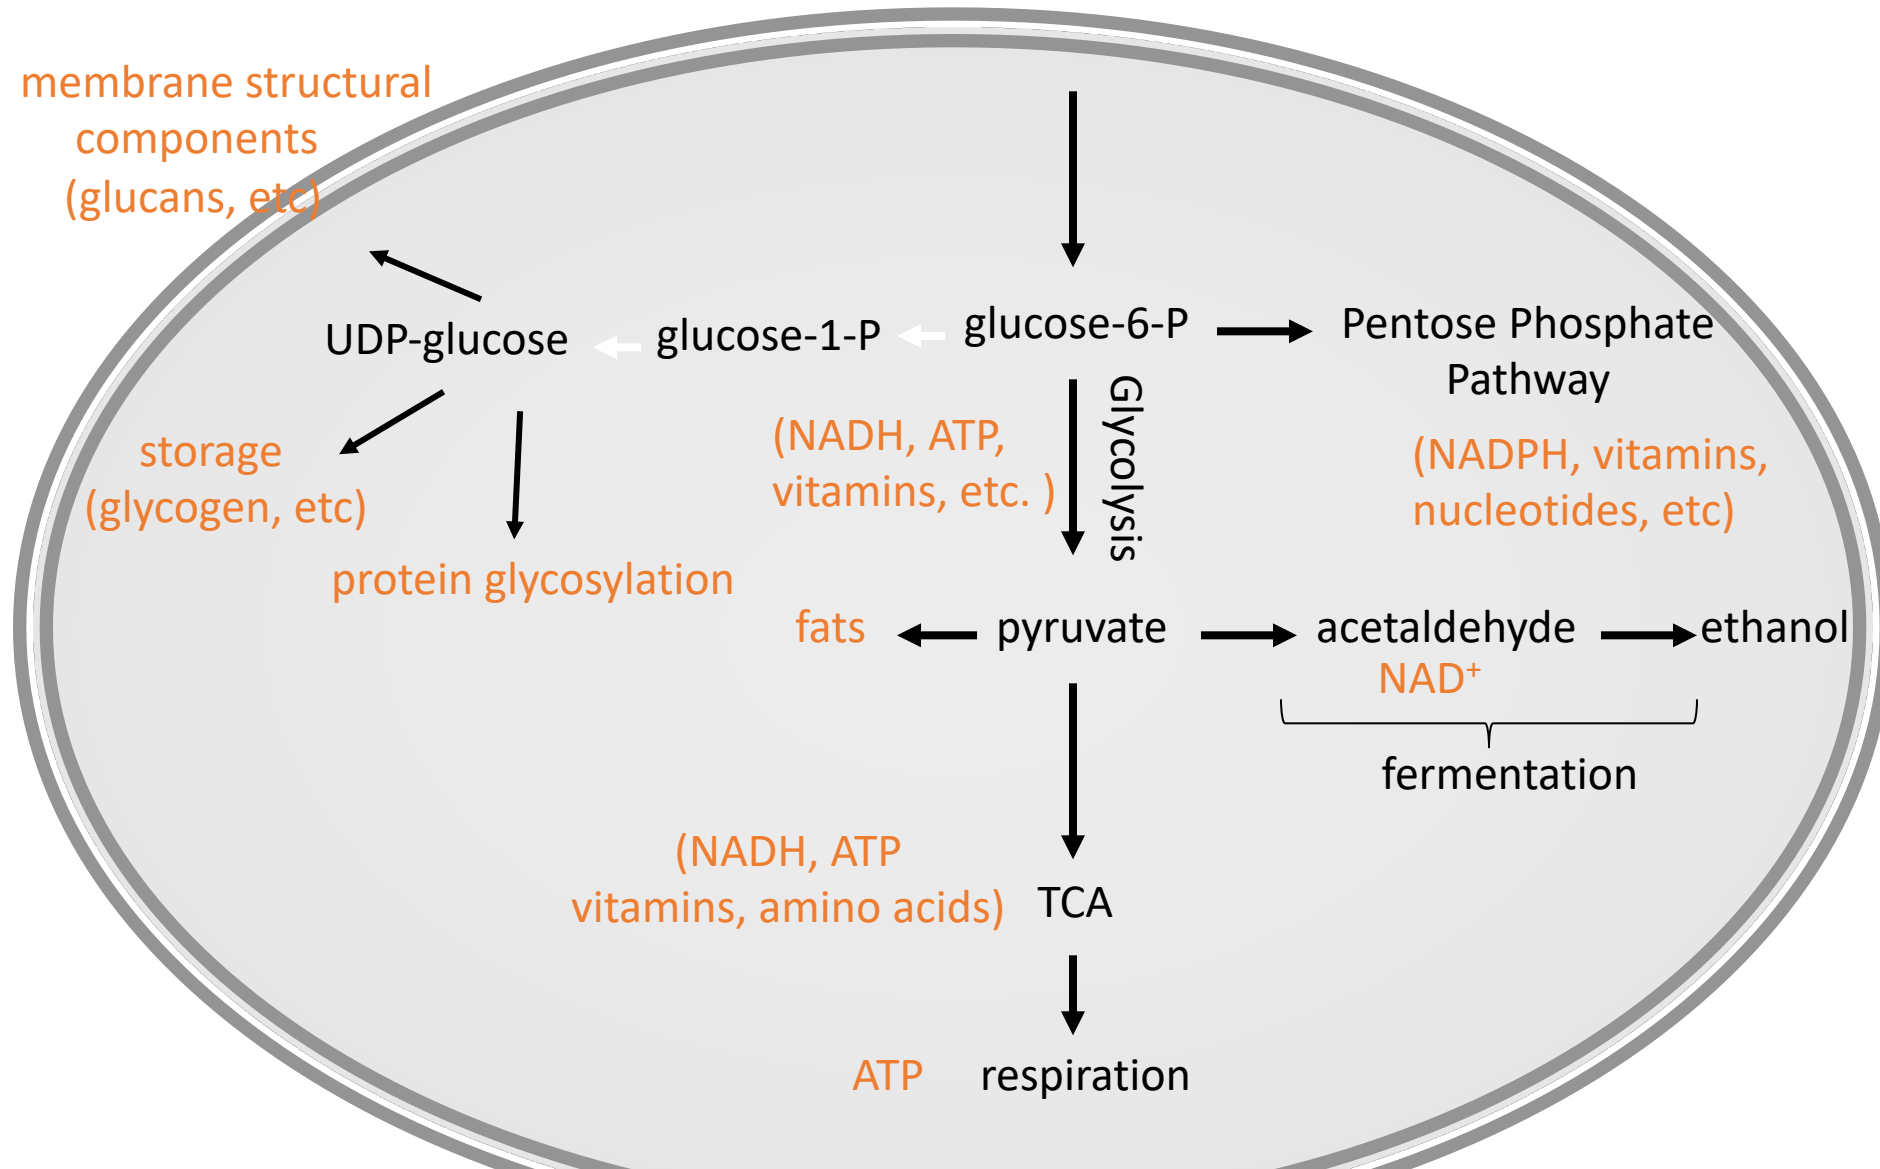 membrane structural
components
(glucans, etc)
UDP-glucose
glucose-1-P
glucose-6-P
Pentose Phosphate
Pathway
Glycolysis
(NADH, ATP,
vitamins, etc. )
(NADPH, vitamins,
nucleotides, etc)
storage
(glycogen, etc)
protein glycosylation
fats
pyruvate
acetaldehyde
ethanol
NAD⁺
fermentation
(NADH, ATP
vitamins, amino acids)
TCA
ATP
respiration